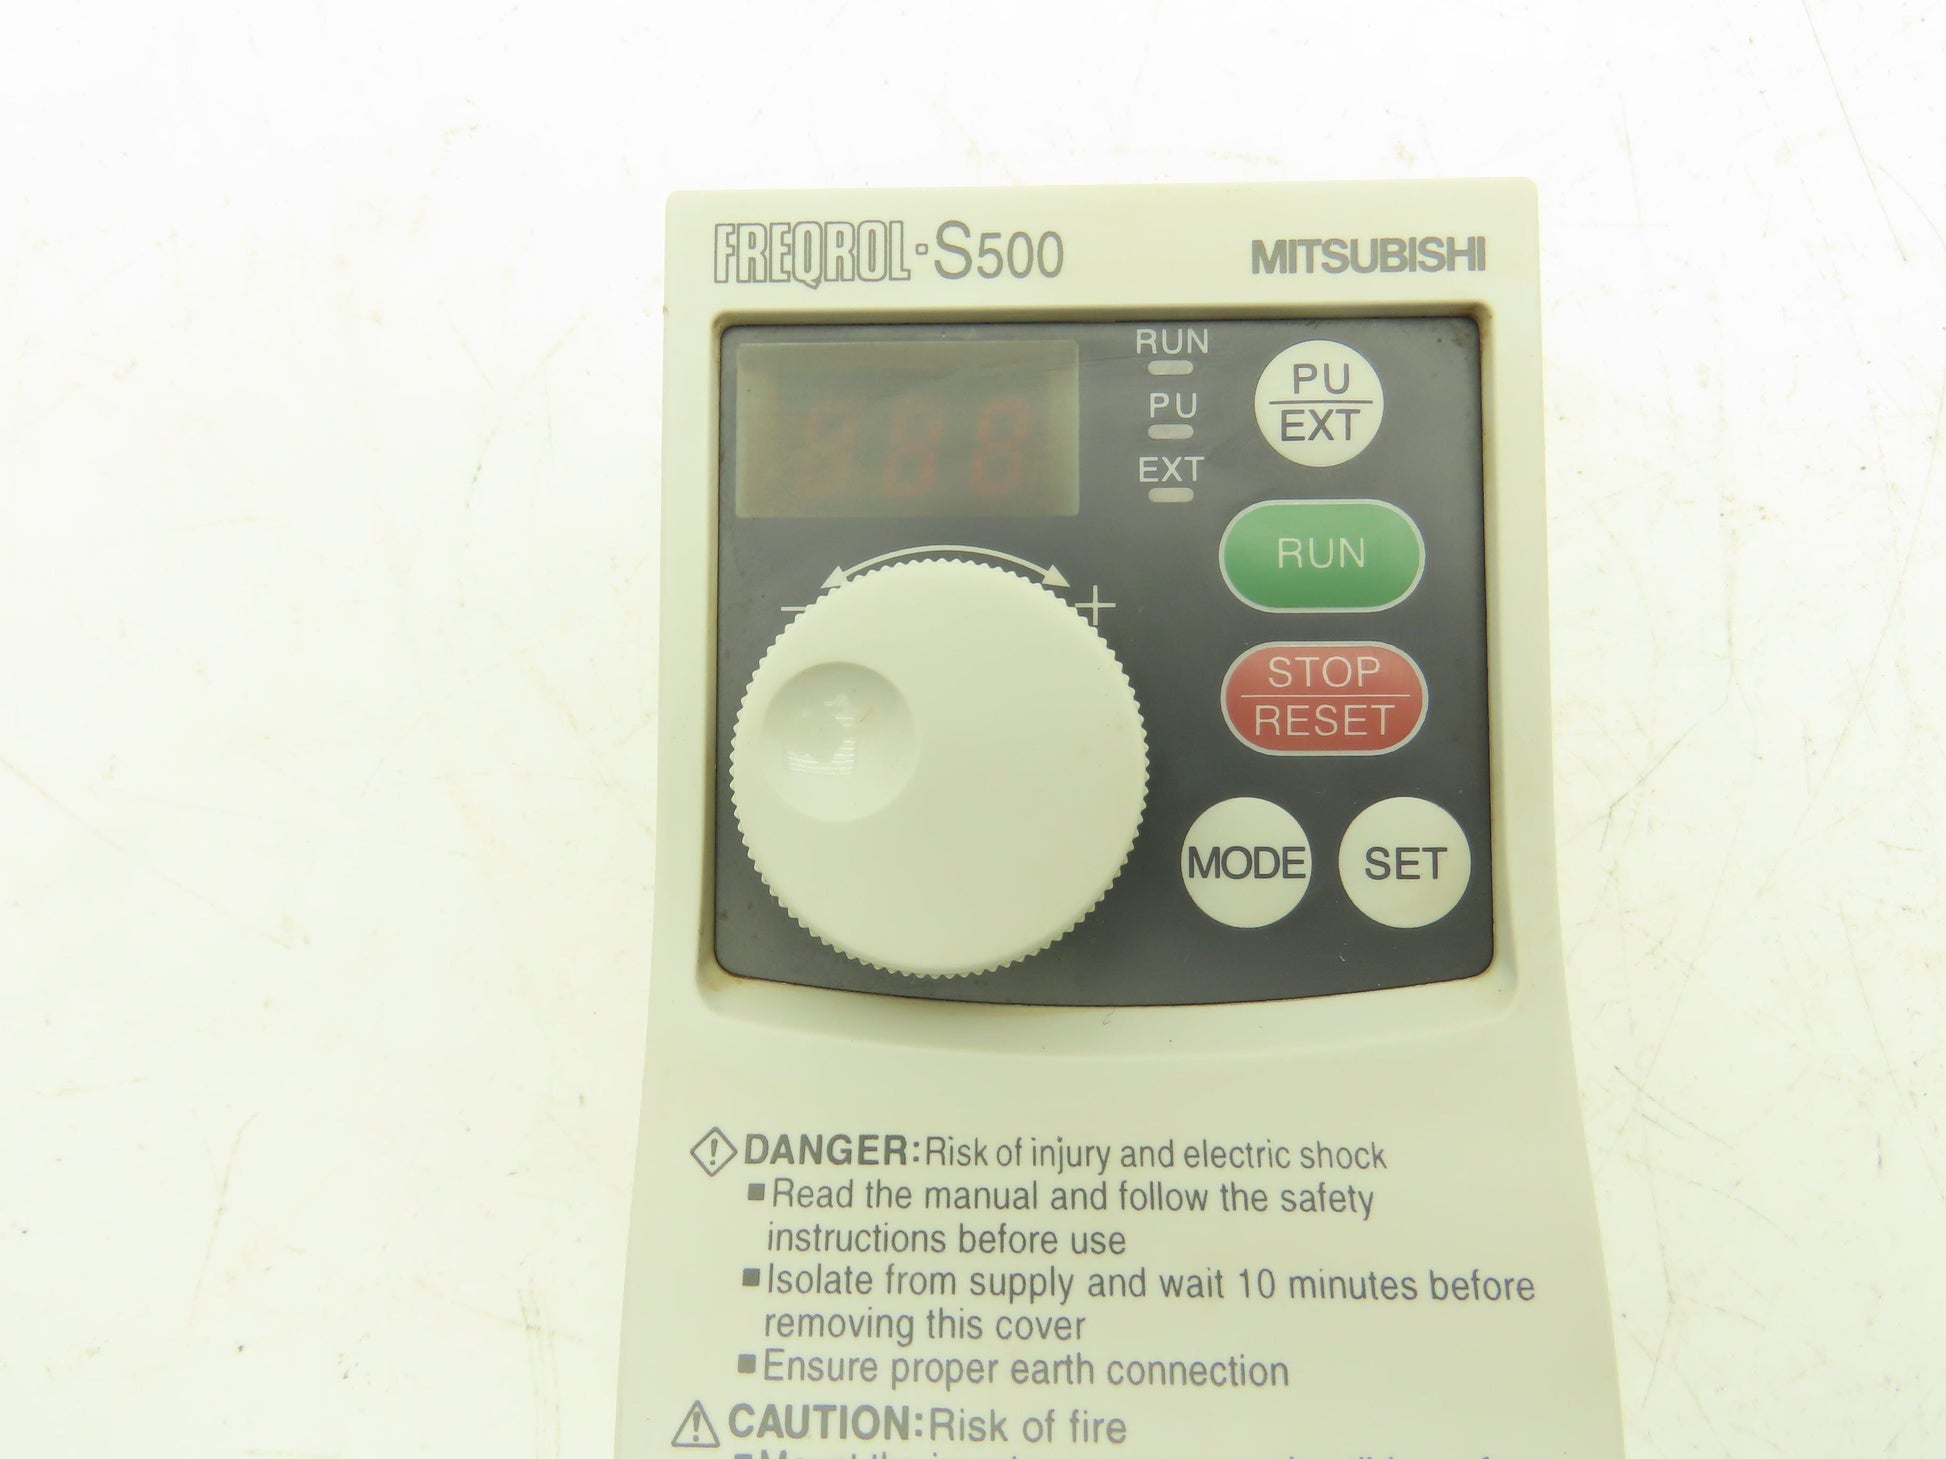 FREQROL-S500 MITSUBISHI
RUN
PU
EXT
PU
EXT
RUN
STOP
RESET
MODE SET
− +
⚠DANGER:Risk of injury and electric shock
■Read the manual and follow the safety
instructions before use
■Isolate from supply and wait 10 minutes before
removing this cover
■Ensure proper earth connection
⚠CAUTION:Risk of fire